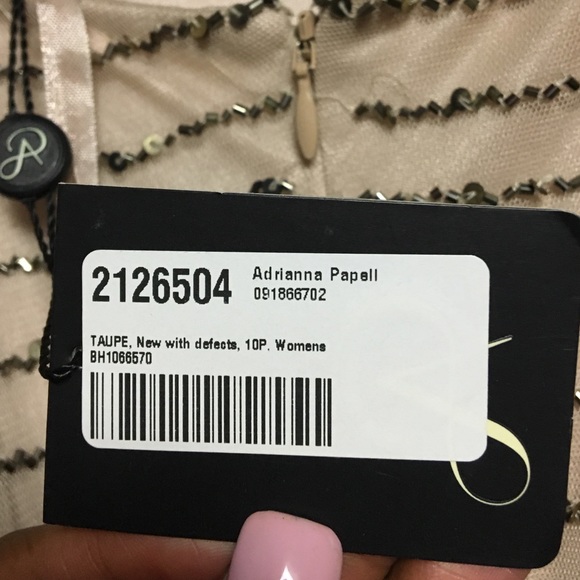 2126504
Adrianna Papell
091866702
TAUPE, New with defects, 10P. Womens
BH1066570